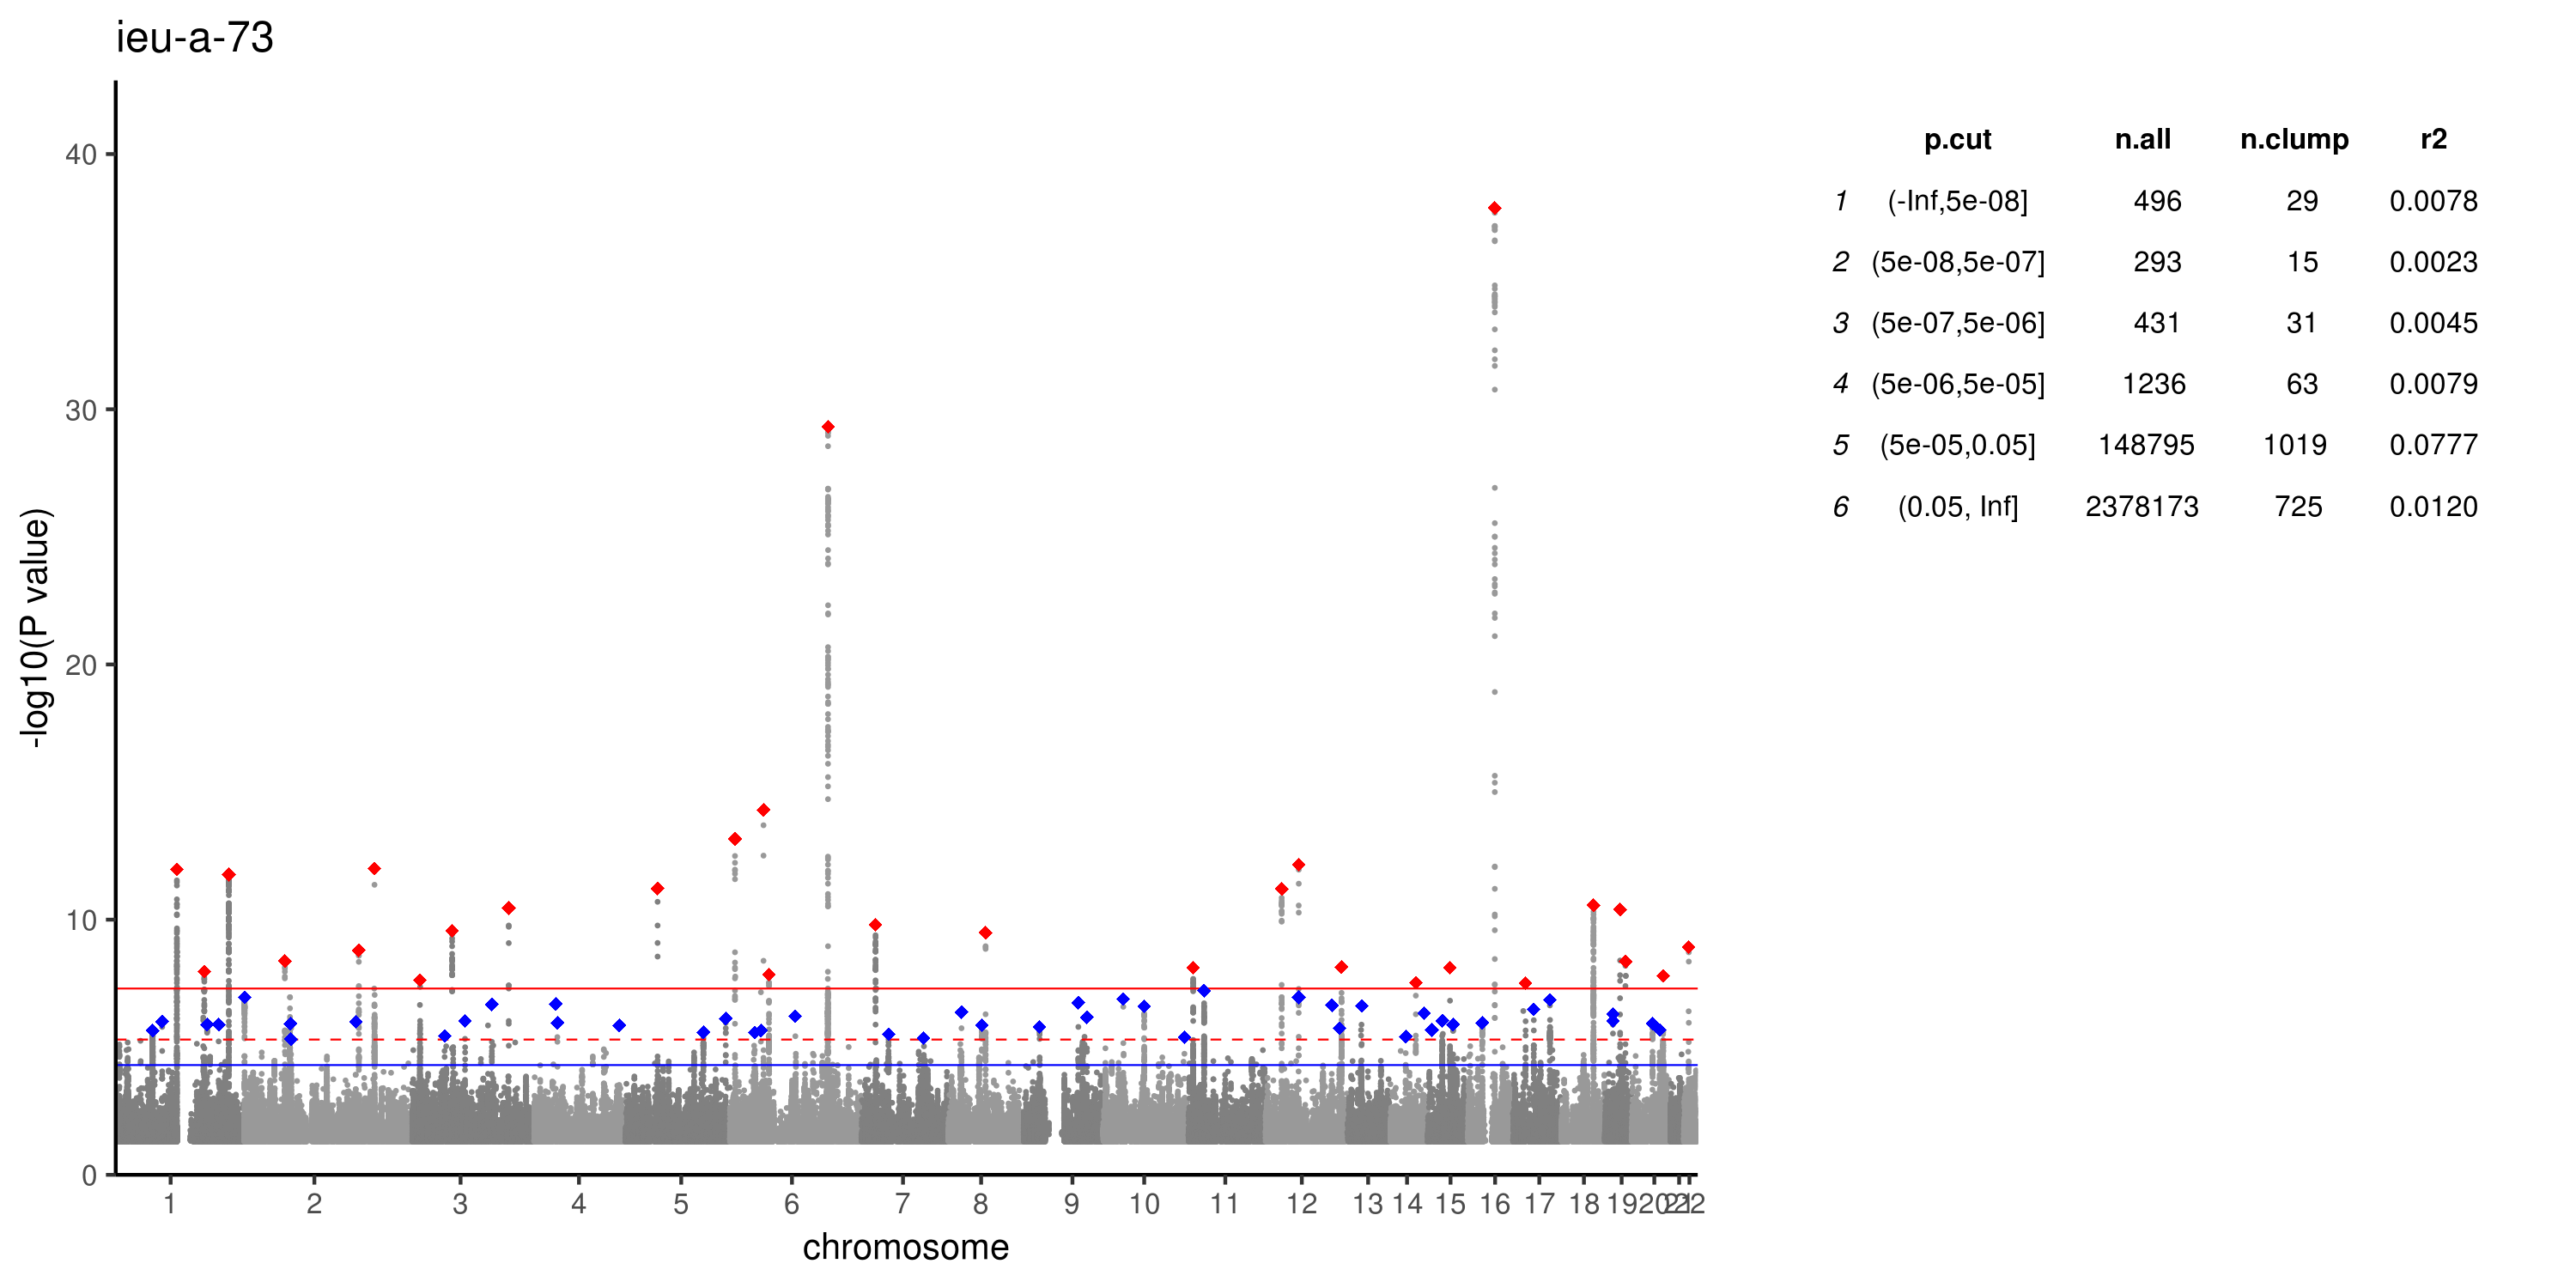 ieu-a-73
40
30
20
10
0
-log10(P value)
1 2 3 4 5 6 7 8 9 10 11 12 13 14 15 16 17 18 19 20 21 22
chromosome
p.cut n.all n.clump r2
1 (-Inf,5e-08] 496 29 0.0078
2 (5e-08,5e-07] 293 15 0.0023
3 (5e-07,5e-06] 431 31 0.0045
4 (5e-06,5e-05] 1236 63 0.0079
5 (5e-05,0.05] 148795 1019 0.0777
6 (0.05, Inf] 2378173 725 0.0120